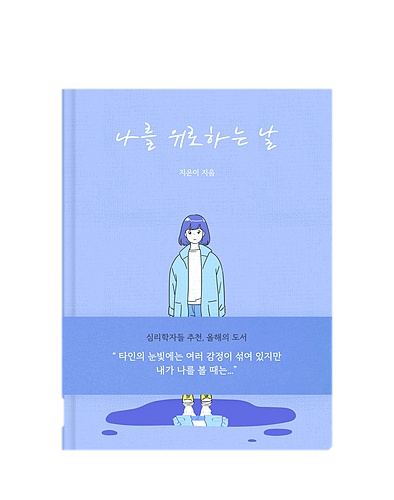 나를 위로하는 날
지은이 지음
심리학자들 추천, 올해의 도서
“ 타인의 눈빛에는 여러 감정이 섞여 있지만
내가 나를 볼 때는...”